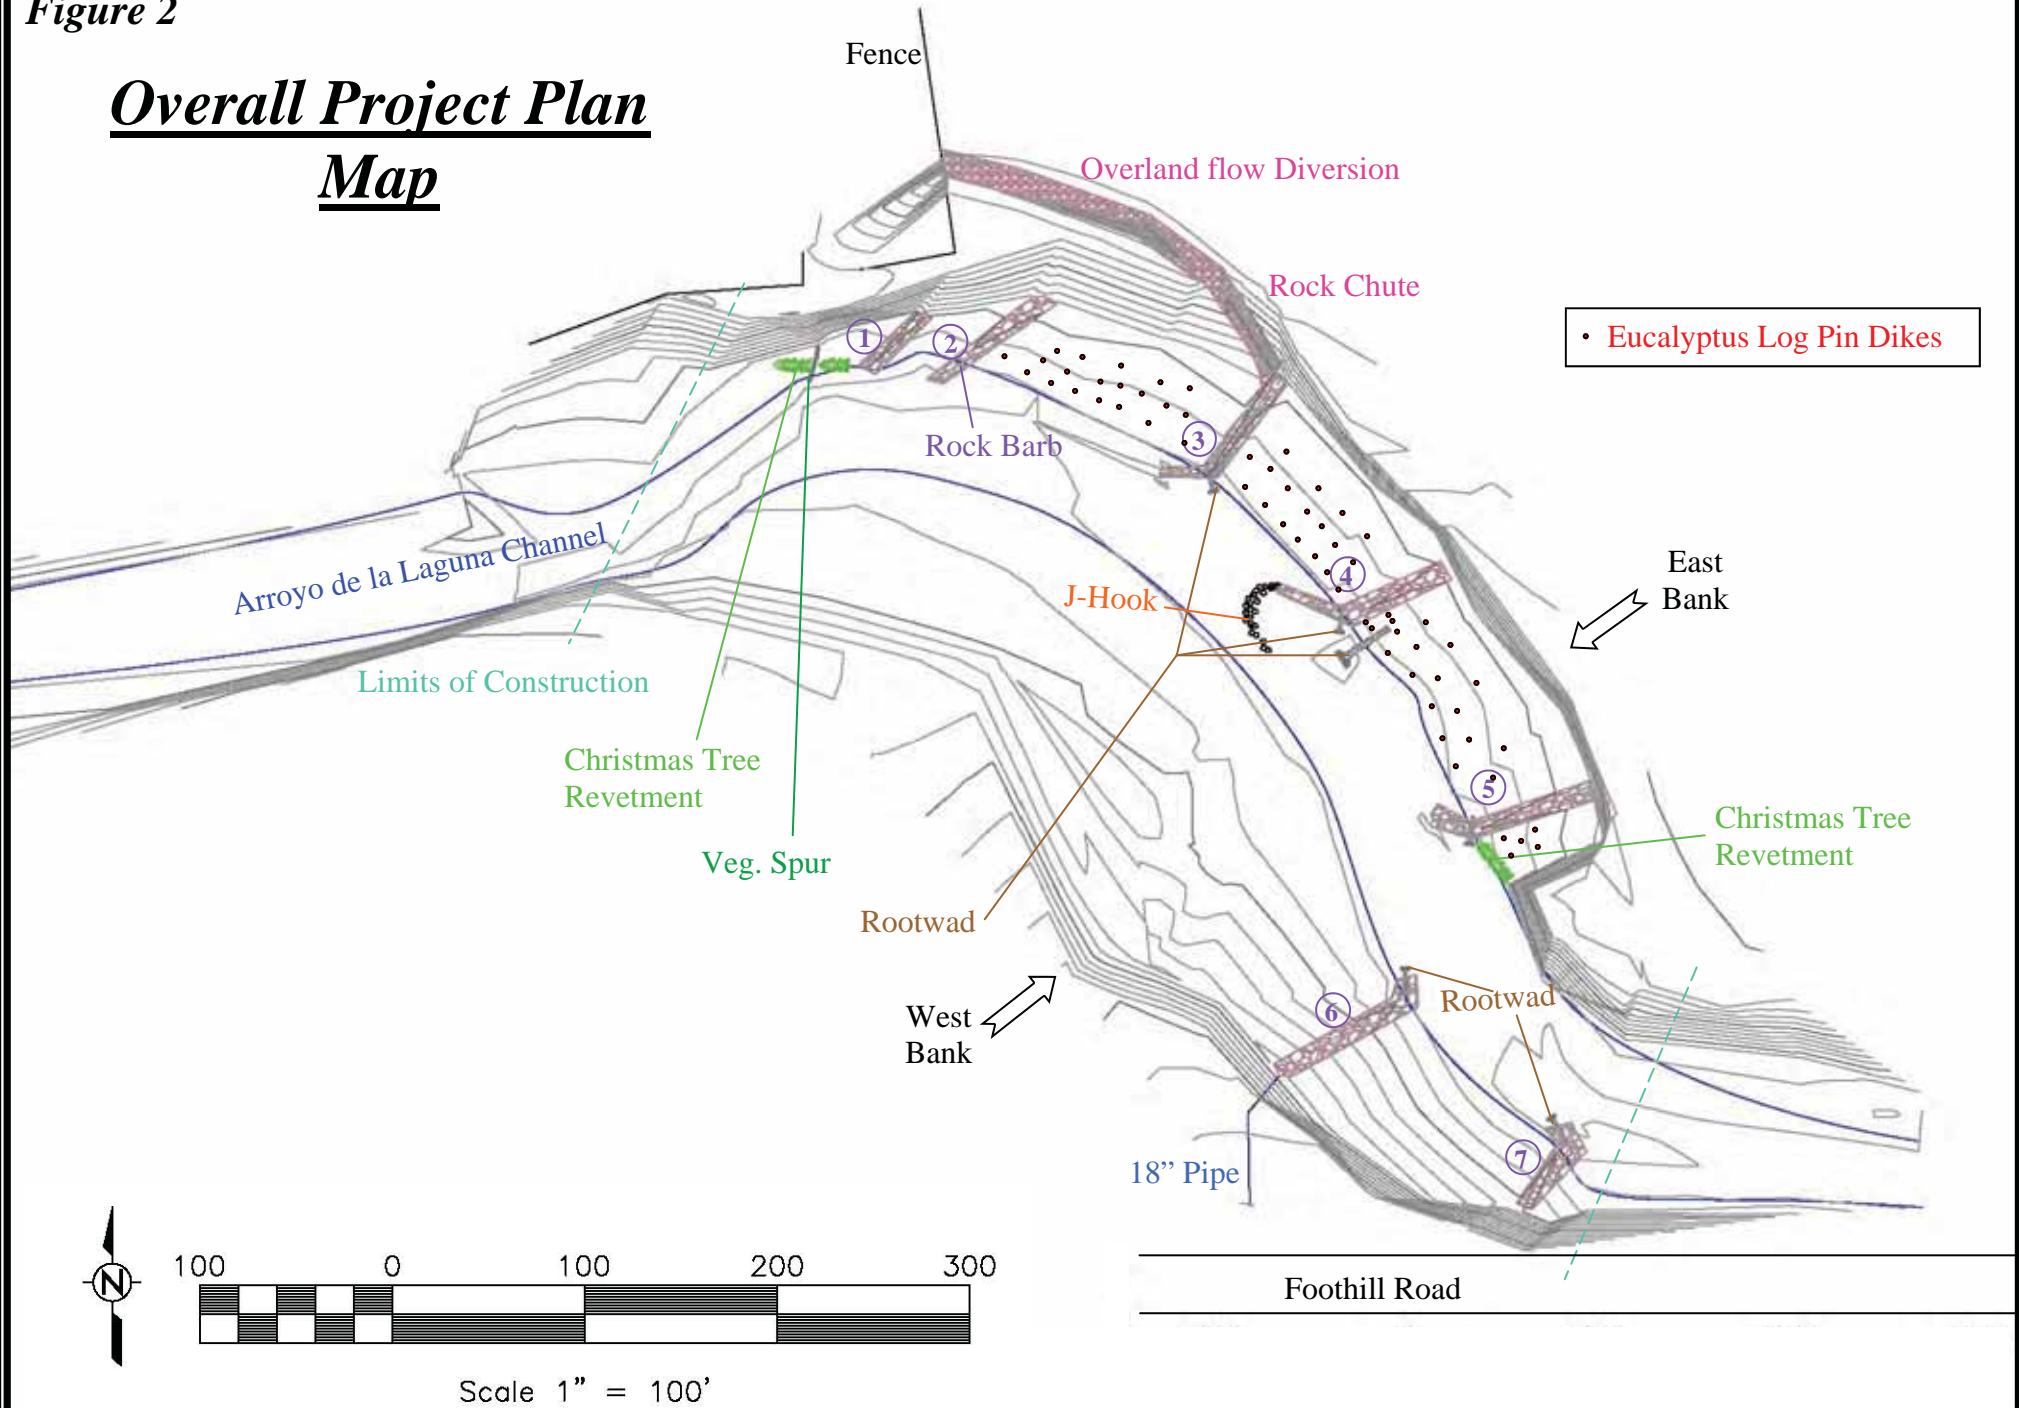 Figure 2
Overall Project Plan
Map
Fence
Overland flow Diversion
Rock Chute
Eucalyptus Log Pin Dikes
1
2
Rock Barb
3
4
Arroyo de la Laguna Channel
J-Hook
East
Bank
Limits of Construction
Christmas Tree
Revetment
5
Christmas Tree
Revetment
Veg. Spur
Rootwad
West
Bank
6
Rootwad
7
18” Pipe
Foothill Road
N
100 0 100 200 300
Scale 1” = 100’